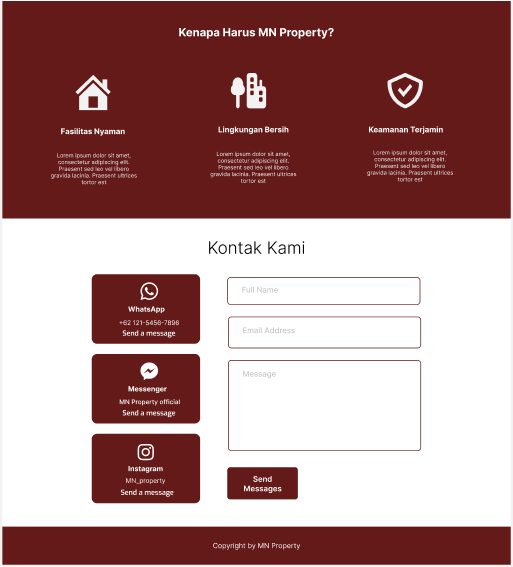 Kenapa Harus MN Property?
Fasilitas Nyaman
Lorem ipsum dolor sit amet,
consectetur adipiscing elit.
Praesent sed leo vel libero
gravida lacinia. Praesent ultrices
tortor est
Lingkungan Bersih
Lorem ipsum dolor sit amet,
consectetur adipiscing elit.
Praesent sed leo vel libero
gravida lacinia. Praesent ultrices
tortor est
Keamanan Terjamin
Lorem ipsum dolor sit amet,
consectetur adipiscing elit.
Praesent sed leo vel libero
gravida lacinia. Praesent ultrices
tortor est
Kontak Kami
WhatsApp
+62 121-5456-7896
Send a message
Messenger
MN Property official
Send a message
Instagram
MN_property
Send a message
Full Name
Email Address
Message
Send
Messages
Copyright by MN Property